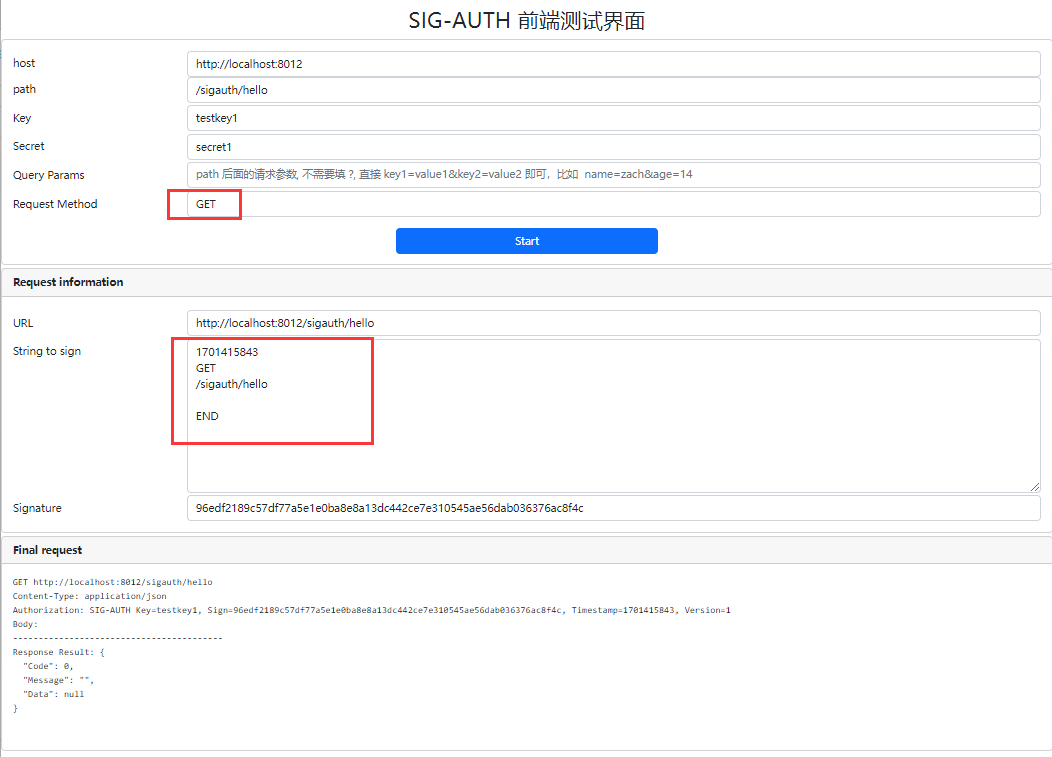 SIG-AUTH 前端测试界面
host http://localhost:8012
path /sigauth/hello
Key testkey1
Secret secret1
Query Params path 后面的请求参数, 不需要填 ?, 直接 key1=value1&key2=value2 即可，比如 name=zach&age=14
Request Method GET
Start
Request information
URL http://localhost:8012/sigauth/hello
String to sign 1701415843
GET
/sigauth/hello
END
Signature 96edf2189c57df77a5e1e0ba8e8a13dc442ce7e310545ae56dab036376ac8f4c
Final request
GET http://localhost:8012/sigauth/hello
Content-Type: application/json
Authorization: SIG-AUTH Key=testkey1, Sign=96edf2189c57df77a5e1e0ba8e8a13dc442ce7e310545ae56dab036376ac8f4c, Timestamp=1701415843, Version=1
Body:
-----------------------------------------
Response Result: {
"Code": 0,
"Message": "",
"Data": null
}